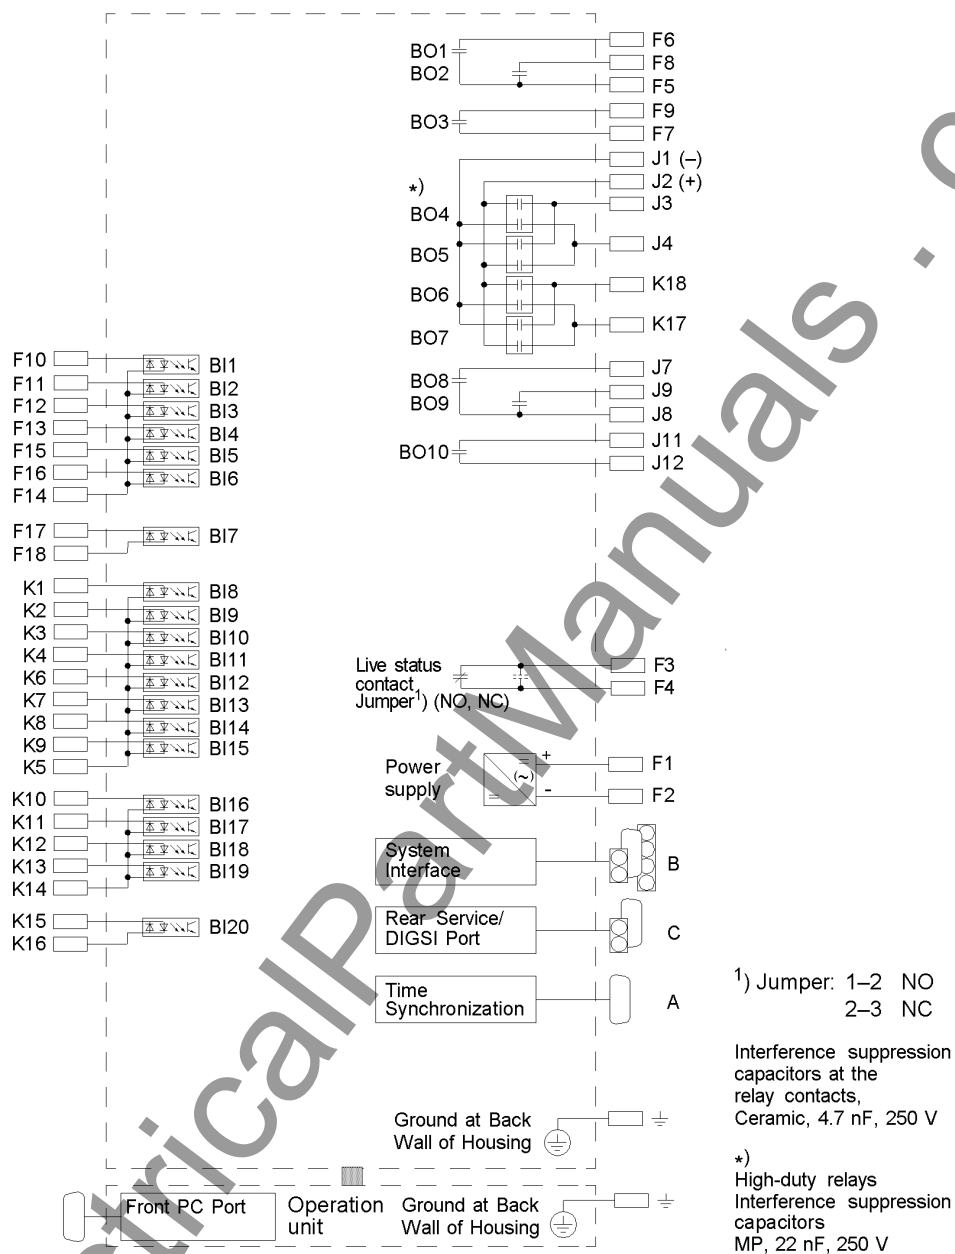 BO1
BO2
F6
F8
F5
BO3
F9
F7
J1 (–)
J2 (+)
*)
BO4
J3
BO5
J4
BO6
K18
BO7
K17
BO8
BO9
J7
J9
J8
BO10
J11
J12
F10
F11
F12
F13
F15
F16
F14
BI1
BI2
BI3
BI4
BI5
BI6
F17
F18
BI7
K1
K2
K3
K4
K6
K7
K8
K9
K5
BI8
BI9
BI10
BI11
BI12
BI13
BI14
BI15
K10
K11
K12
K13
K14
BI16
BI17
BI18
BI19
K15
K16
BI20
Live status
contact
Jumper1) (NO, NC)
F3
F4
Power
supply
+
(~)
-
F1
F2
System
Interface
B
Rear Service/
DIGSI Port
C
Time
Synchronization
A
Ground at Back
Wall of Housing
Front PC Port
Operation
unit
Ground at Back
Wall of Housing
1) Jumper: 1–2 NO
2–3 NC
Interference suppression
capacitors at the
relay contacts,
Ceramic, 4.7 nF, 250 V
*)
High-duty relays
Interference suppression
capacitors
MP, 22 nF, 250 V
ctricalPartManuals . c